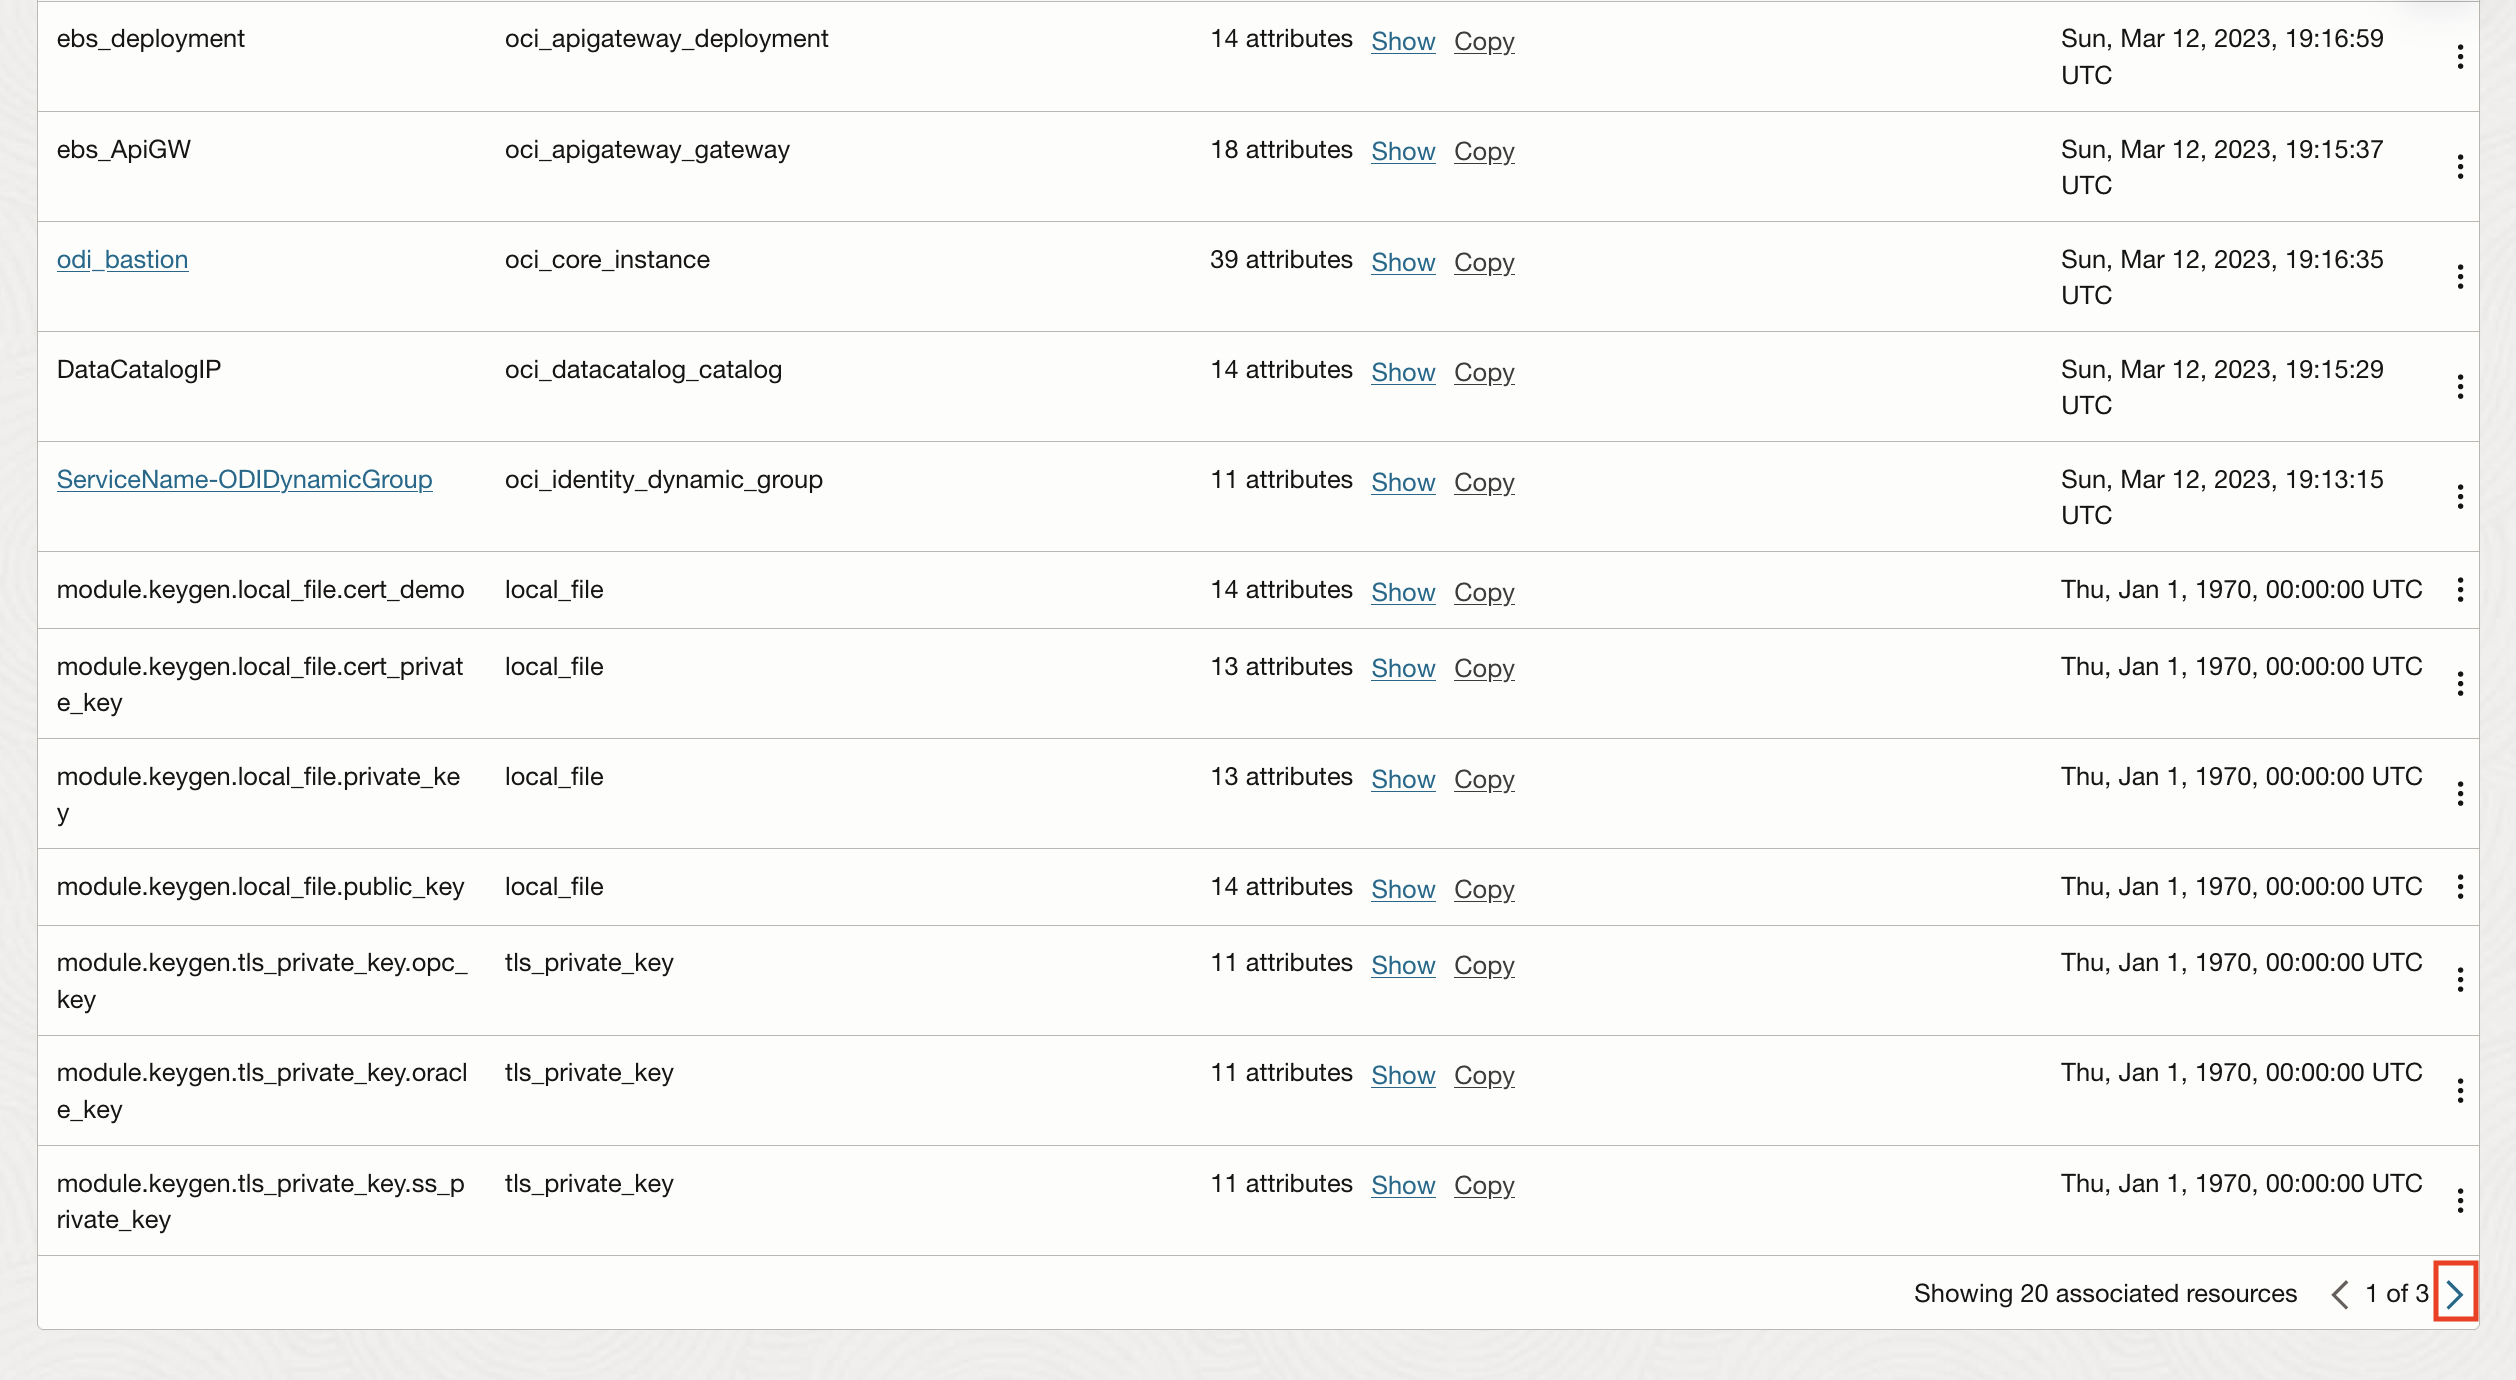 ebs_deployment oci_apigateway_deployment 14 attributes Show Copy Sun, Mar 12, 2023, 19:16:59
UTC
ebs_ApiGW oci_apigateway_gateway 18 attributes Show Copy Sun, Mar 12, 2023, 19:15:37
UTC
odi_bastion oci_core_instance 39 attributes Show Copy Sun, Mar 12, 2023, 19:16:35
UTC
DataCatalogIP oci_datacatalog_catalog 14 attributes Show Copy Sun, Mar 12, 2023, 19:15:29
UTC
ServiceName-ODIDynamicGroup oci_identity_dynamic_group 11 attributes Show Copy Sun, Mar 12, 2023, 19:13:15
UTC
module.keygen.local_file.cert_demo local_file 14 attributes Show Copy Thu, Jan 1, 1970, 00:00:00 UTC
module.keygen.local_file.cert_privat local_file 13 attributes Show Copy Thu, Jan 1, 1970, 00:00:00 UTC
e_key
module.keygen.local_file.private_ke local_file 13 attributes Show Copy Thu, Jan 1, 1970, 00:00:00 UTC
y
module.keygen.local_file.public_key local_file 14 attributes Show Copy Thu, Jan 1, 1970, 00:00:00 UTC
module.keygen.tls_private_key.opc_ tls_private_key 11 attributes Show Copy Thu, Jan 1, 1970, 00:00:00 UTC
key
module.keygen.tls_private_key.oracl tls_private_key 11 attributes Show Copy Thu, Jan 1, 1970, 00:00:00 UTC
e_key
module.keygen.tls_private_key.ss_p tls_private_key 11 attributes Show Copy Thu, Jan 1, 1970, 00:00:00 UTC
rivate_key
Showing 20 associated resources 1 of 3